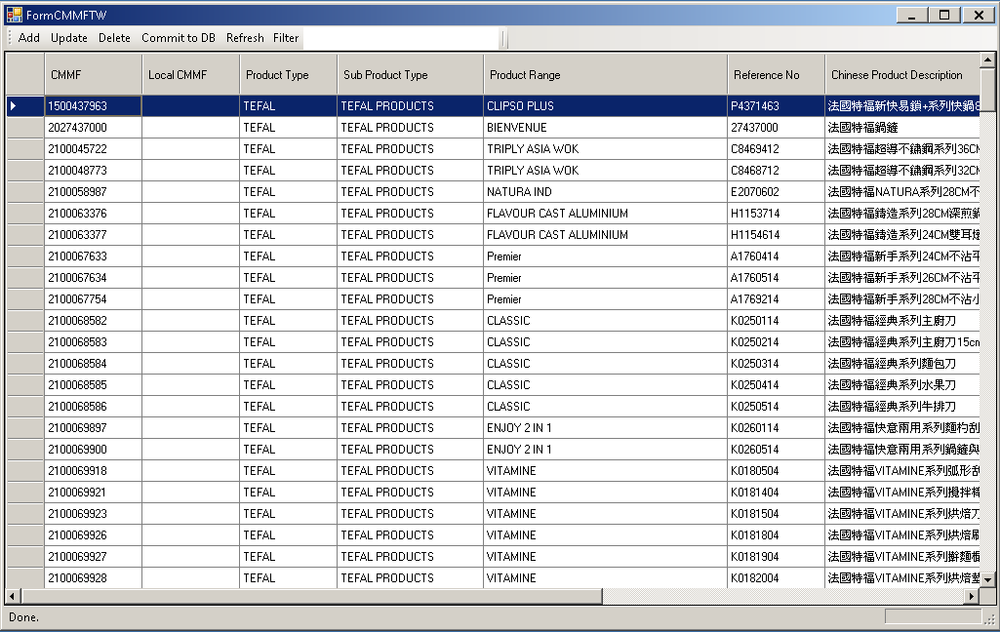 FormCMMFTW
Add Update Delete Commit to DB Refresh Filter
CMMF Local CMMF Product Type Sub Product Type Product Range Reference No Chinese Product Description
1500437963 TEFAL TEFAL PRODUCTS CLIPSO PLUS P4371463 法國特福新快易鎖+系列快鍋
2027437000 TEFAL TEFAL PRODUCTS BIENVENUE 27437000 法國特福鍋鏟
2100045722 TEFAL TEFAL PRODUCTS TRIPLY ASIA WOK C8469412 法國特福超導不鏽鋼系列36CM
2100048773 TEFAL TEFAL PRODUCTS TRIPLY ASIA WOK C8468712 法國特福超導不鏽鋼系列32CM
2100058987 TEFAL TEFAL PRODUCTS NATURA IND E2070602 法國特福NATURA系列28CM不
2100063376 TEFAL TEFAL PRODUCTS FLAVOUR CAST ALUMINIUM H1153714 法國特福鑄造系列28CM深煎鍋
2100063377 TEFAL TEFAL PRODUCTS FLAVOUR CAST ALUMINIUM H1154614 法國特福鑄造系列24CM雙耳燉
2100067633 TEFAL TEFAL PRODUCTS Premier A1760414 法國特福新手系列24CM不沾平
2100067634 TEFAL TEFAL PRODUCTS Premier A1760514 法國特福新手系列26CM不沾平
2100067754 TEFAL TEFAL PRODUCTS Premier A1769214 法國特福新手系列28CM不沾小
2100068582 TEFAL TEFAL PRODUCTS CLASSIC K0250114 法國特福經典系列主廚刀
2100068583 TEFAL TEFAL PRODUCTS CLASSIC K0250214 法國特福經典系列主廚刀15cm
2100068584 TEFAL TEFAL PRODUCTS CLASSIC K0250314 法國特福經典系列麵包刀
2100068585 TEFAL TEFAL PRODUCTS CLASSIC K0250414 法國特福經典系列水果刀
2100068586 TEFAL TEFAL PRODUCTS CLASSIC K0250514 法國特福經典系列牛排刀
2100069897 TEFAL TEFAL PRODUCTS ENJOY 2 IN 1 K0260114 法國特福快意兩用系列麵杓刮
2100069900 TEFAL TEFAL PRODUCTS ENJOY 2 IN 1 K0260514 法國特福快意兩用系列鍋鏟與
2100069918 TEFAL TEFAL PRODUCTS VITAMINE K0180504 法國特福VITAMINE系列弧形刮
2100069921 TEFAL TEFAL PRODUCTS VITAMINE K0181404 法國特福VITAMINE系列攪拌棒
2100069923 TEFAL TEFAL PRODUCTS VITAMINE K0181504 法國特福VITAMINE系列烘焙刀
2100069926 TEFAL TEFAL PRODUCTS VITAMINE K0181804 法國特福VITAMINE系列烘焙刷
2100069927 TEFAL TEFAL PRODUCTS VITAMINE K0181904 法國特福VITAMINE系列擀麵棍
2100069928 TEFAL TEFAL PRODUCTS VITAMINE K0182004 法國特福VITAMINE系列烘焙墊
Done.